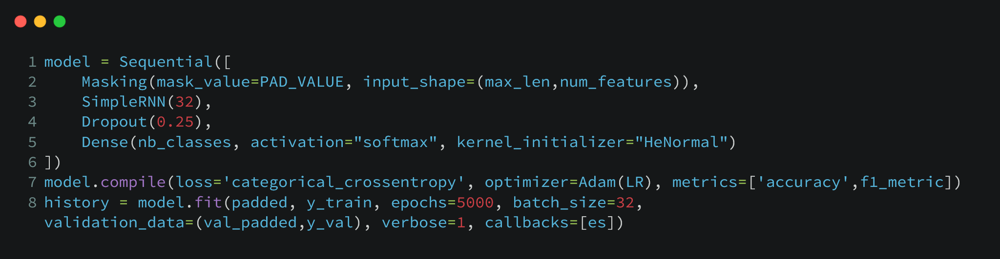 1 model = Sequential([
2     Masking(mask_value=PAD_VALUE, input_shape=(max_len,num_features)),
3     SimpleRNN(32),
4     Dropout(0.25),
5     Dense(nb_classes, activation="softmax", kernel_initializer="HeNormal")
6 ])
7 model.compile(loss='categorical_crossentropy', optimizer=Adam(LR), metrics=['accuracy',f1_metric])
8 history = model.fit(padded, y_train, epochs=5000, batch_size=32,
validation_data=(val_padded,y_val), verbose=1, callbacks=[es])